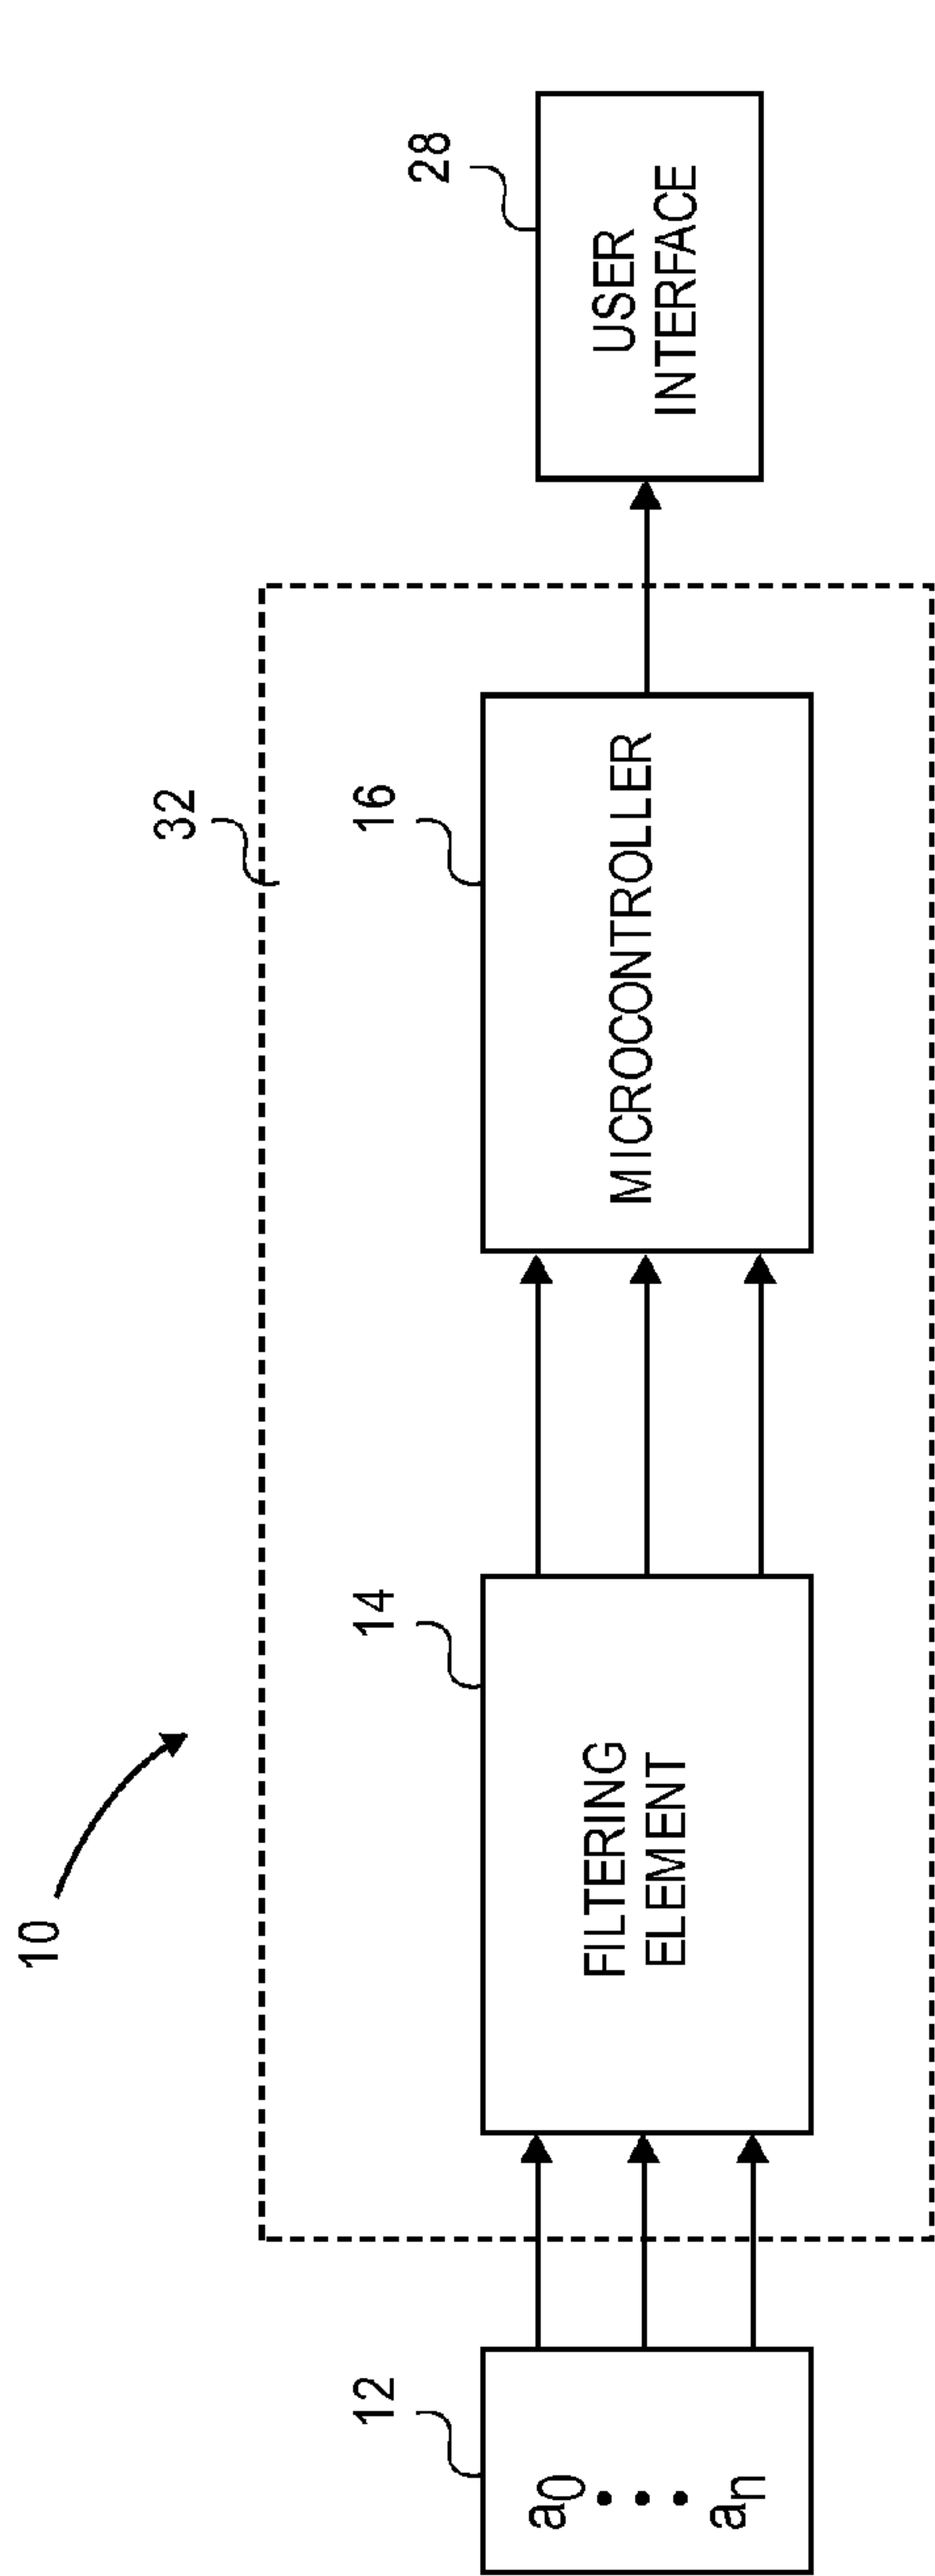 10
32
12
14
16
28
a0
an
FILTERING
ELEMENT
MICROCONTROLLER
USER
INTERFACE